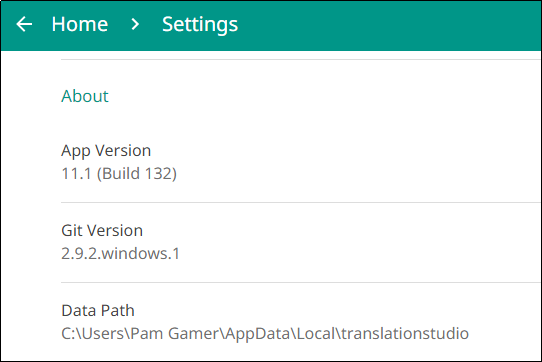 Home > Settings
About
App Version
11.1 (Build 132)
Git Version
2.9.2.windows.1
Data Path
C:\Users\Pam Gamer\AppData\Local\translationstudio